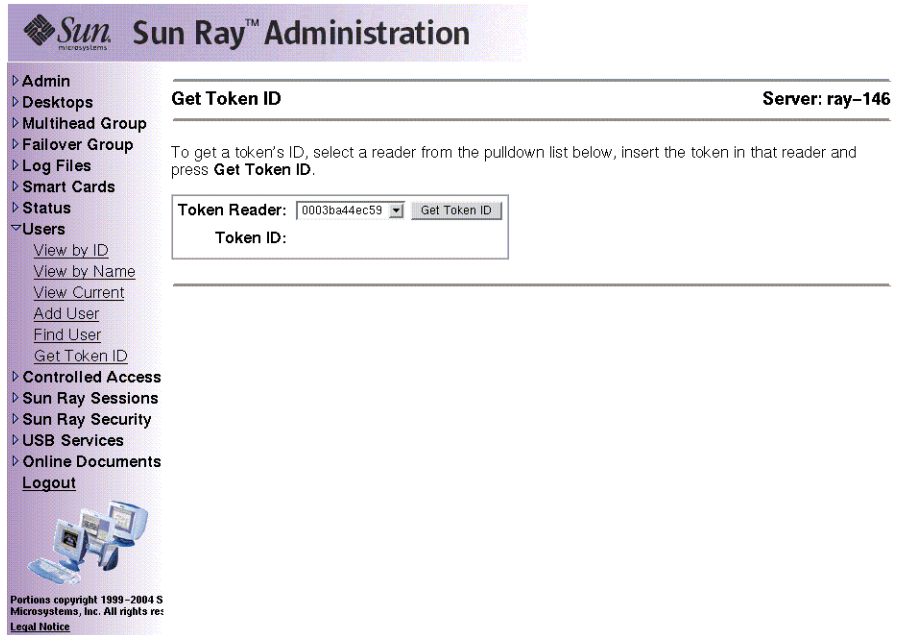 Sun microsystems
Sun Ray™ Administration
Admin
Desktops
Multihead Group
Failover Group
Log Files
Smart Cards
Status
Users
View by ID
View by Name
View Current
Add User
Find User
Get Token ID
Controlled Access
Sun Ray Sessions
Sun Ray Security
USB Services
Online Documents
Logout
Portions copyright 1999-2004 S
Microsystems, Inc. All rights res
Legal Notice
Get Token ID Server: ray-146
To get a token's ID, select a reader from the pulldown list below, insert the token in that reader and
press Get Token ID.
Token Reader: 0003ba44ec59 Get Token ID
Token ID: